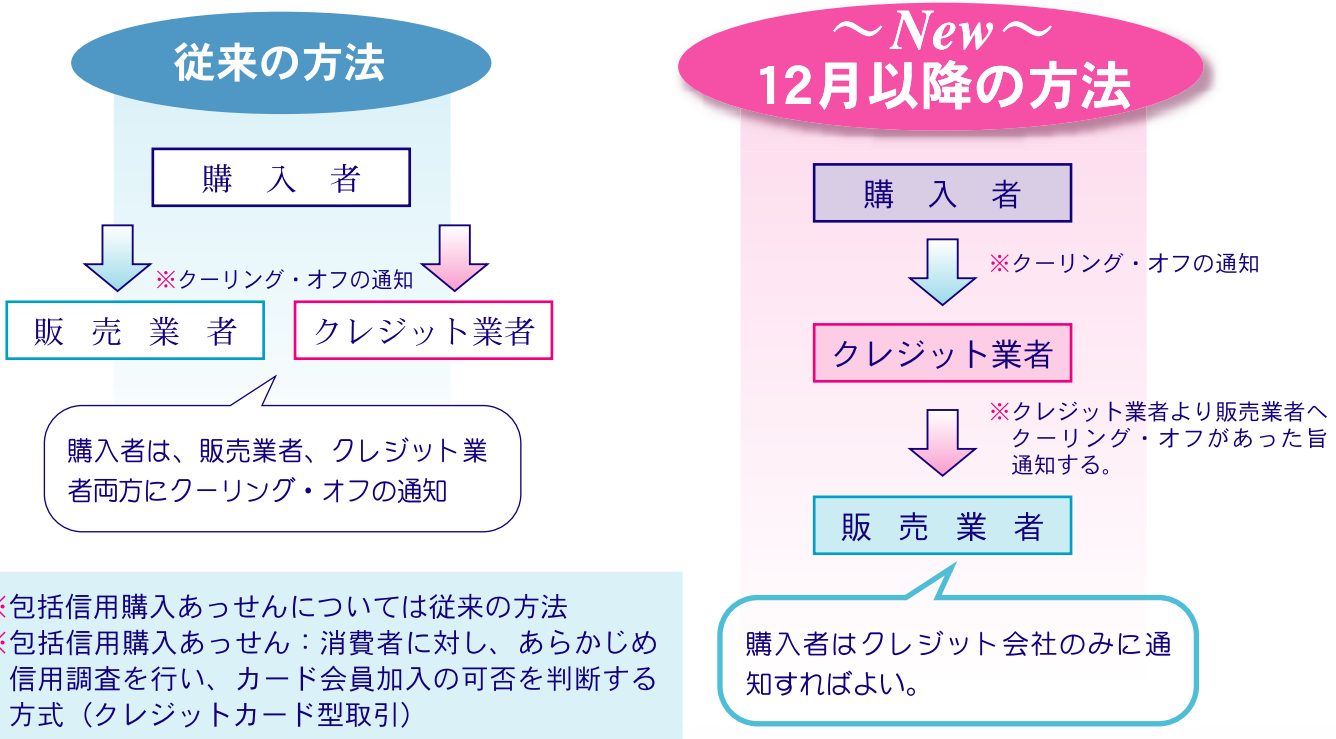 従来の方法
購入者
※クーリング・オフの通知
販売業者
クレジット業者
購入者は、販売業者、クレジット業
者両方にクーリング・オフの通知
※包括信用購入あっせんについては従来の方法
※包括信用購入あっせん：消費者に対し、あらかじめ
信用調査を行い、カード会員加入の可否を判断する
方式（クレジットカード型取引）
～New～
12月以降の方法
購入者
※クーリング・オフの通知
クレジット業者
※クレジット業者より販売業者へ
クーリング・オフがあった旨
通知する。
販売業者
購入者はクレジット会社のみに通
知すればよい。